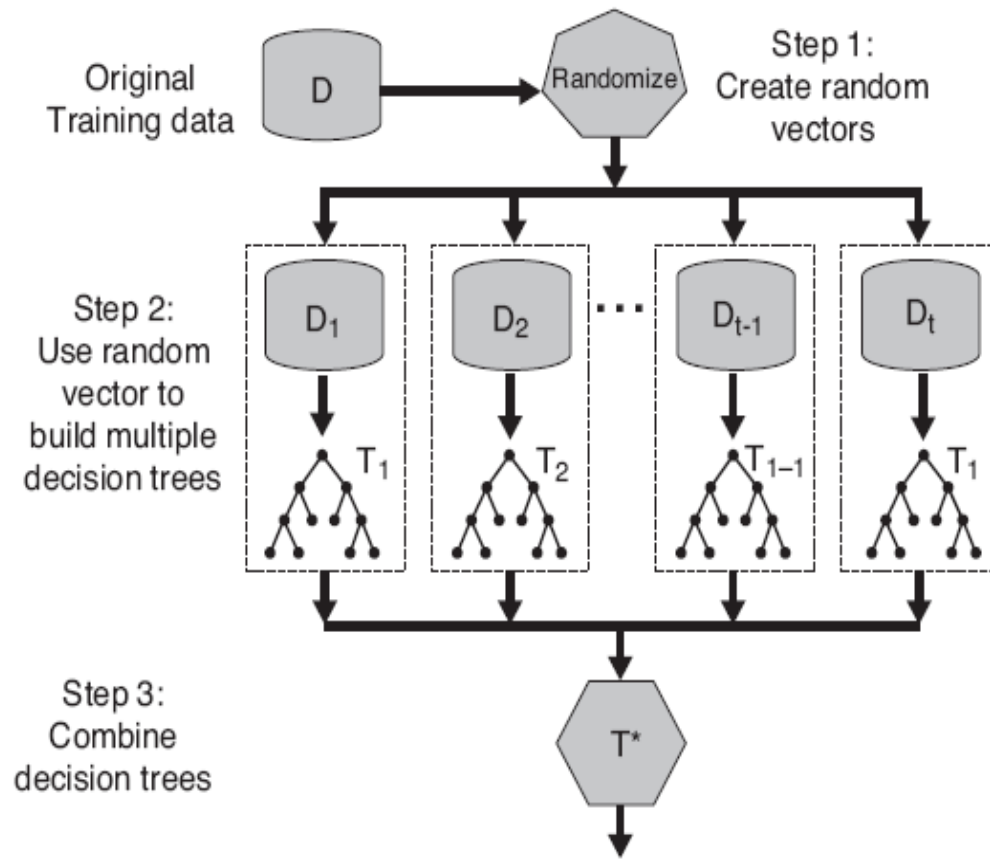 Original
Training data
D
Randomize
Step 1:
Create random
vectors
Step 2:
Use random
vector to
build multiple
decision trees
D₁
D₂
...
Dₜ₋₁
Dₜ
T₁
T₂
T₁₋₁
T₁
Step 3:
Combine
decision trees
T*